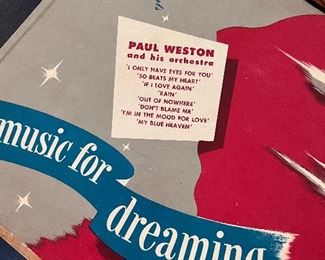 PAUL WESTON
and his orchestra
'I ONLY HAVE EYES FOR YOU'
'SO BEATS MY HEART'
'IF I LOVE AGAIN'
'RAIN'
'OUT OF NOWHERE'
'DON'T BLAME ME'
'I'M IN THE MOOD FOR LOVE'
'MY BLUE HEAVEN'
music for
dreaming